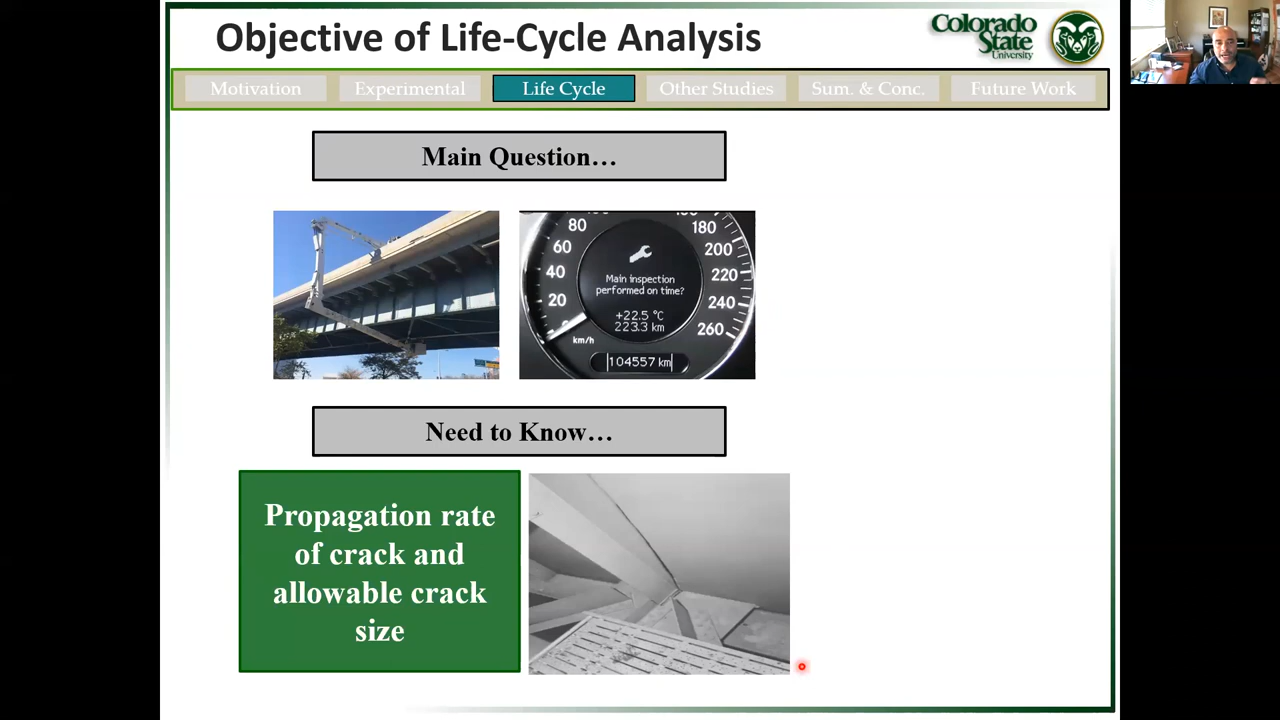 Objective of Life-Cycle Analysis
Colorado
State
University
Motivation
Experimental
Life Cycle
Other Studies
Sum. & Conc.
Future Work
Main Question…
80
60
40
20
km/h
180
200
220
240
260
Main inspection
performed on time?
+22.5 °C
223.3 km
104557 km
Need to Know…
Propagation rate
of crack and
allowable crack
size